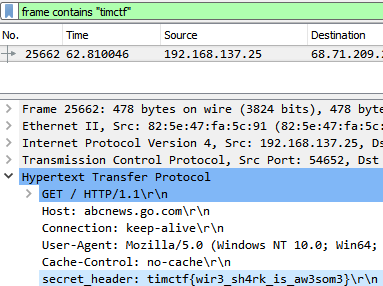 frame contains "timctf"
No. Time Source Destination
25662 62.810046 192.168.137.25 68.71.209.2
Frame 25662: 478 bytes on wire (3824 bits), 478 byte
Ethernet II, Src: 82:5e:47:fa:5c:91 (82:5e:47:fa:5c
Internet Protocol Version 4, Src: 192.168.137.25, Ds
Transmission Control Protocol, Src Port: 54652, Dst
Hypertext Transfer Protocol
GET / HTTP/1.1\r\n
Host: abcnews.go.com\r\n
Connection: keep-alive\r\n
User-Agent: Mozilla/5.0 (Windows NT 10.0; Win64;
Cache-Control: no-cache\r\n
secret_header: timctf{wir3_sh4rk_is_aw3som3}\r\n